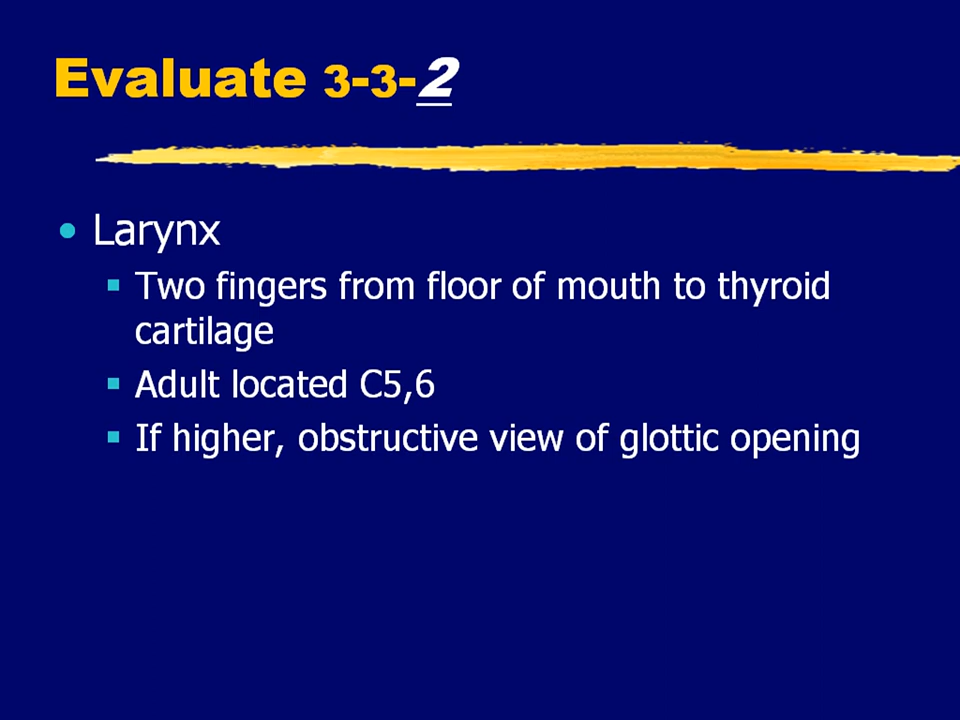 Evaluate 3-3-2
• Larynx
▪ Two fingers from floor of mouth to thyroid
cartilage
▪ Adult located C5,6
▪ If higher, obstructive view of glottic opening